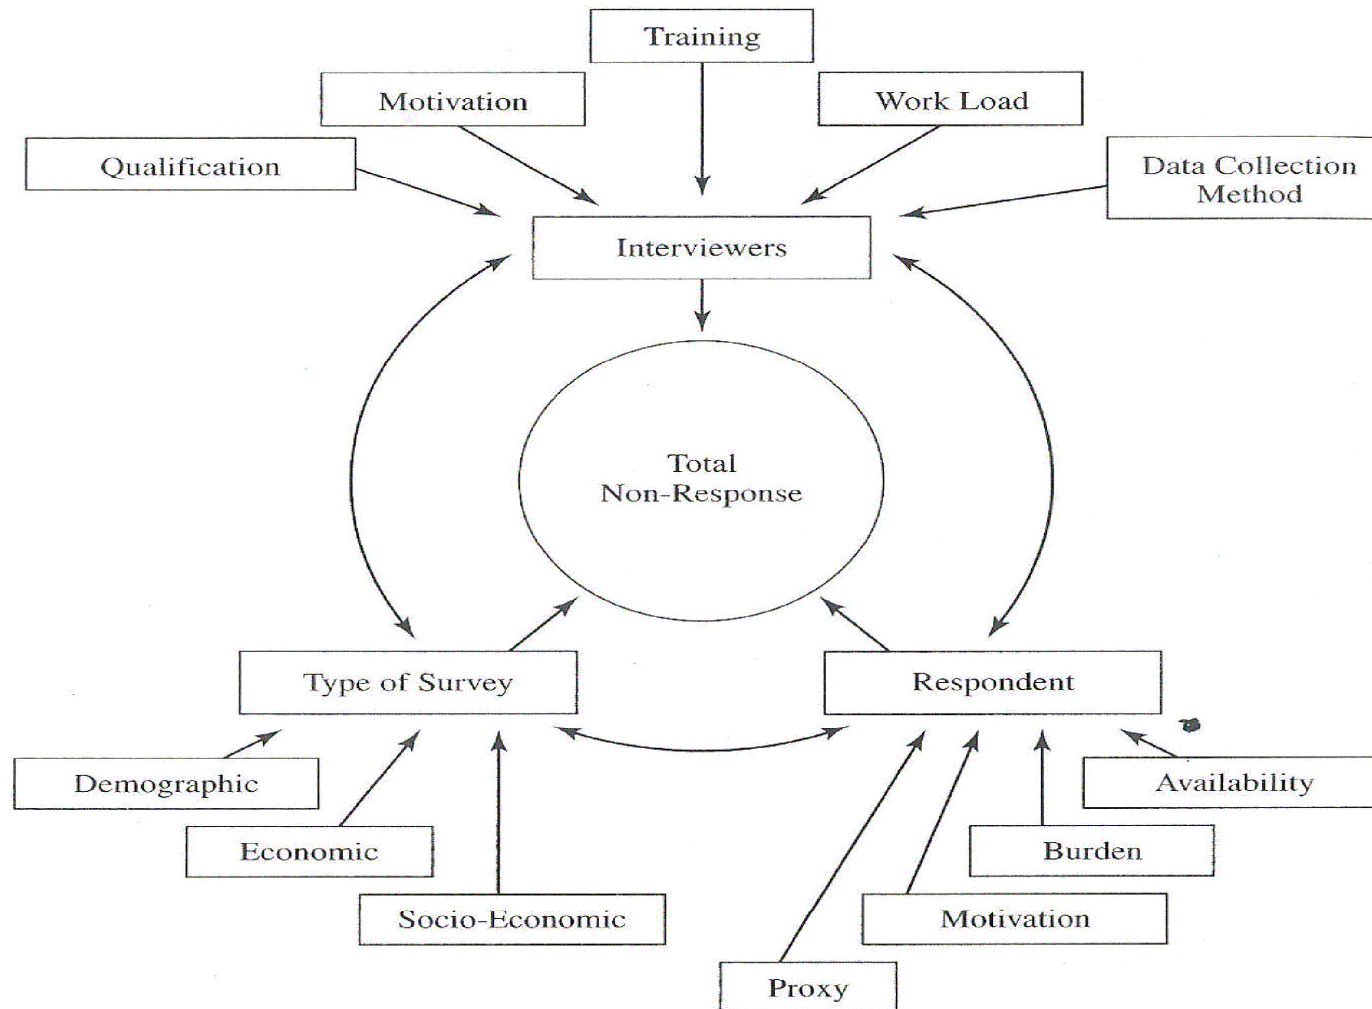 Training
Motivation
Work Load
Qualification
Data Collection
Method
Interviewers
Total
Non-Response
Type of Survey
Respondent
Demographic
Availability
Economic
Burden
Socio-Economic
Motivation
Proxy